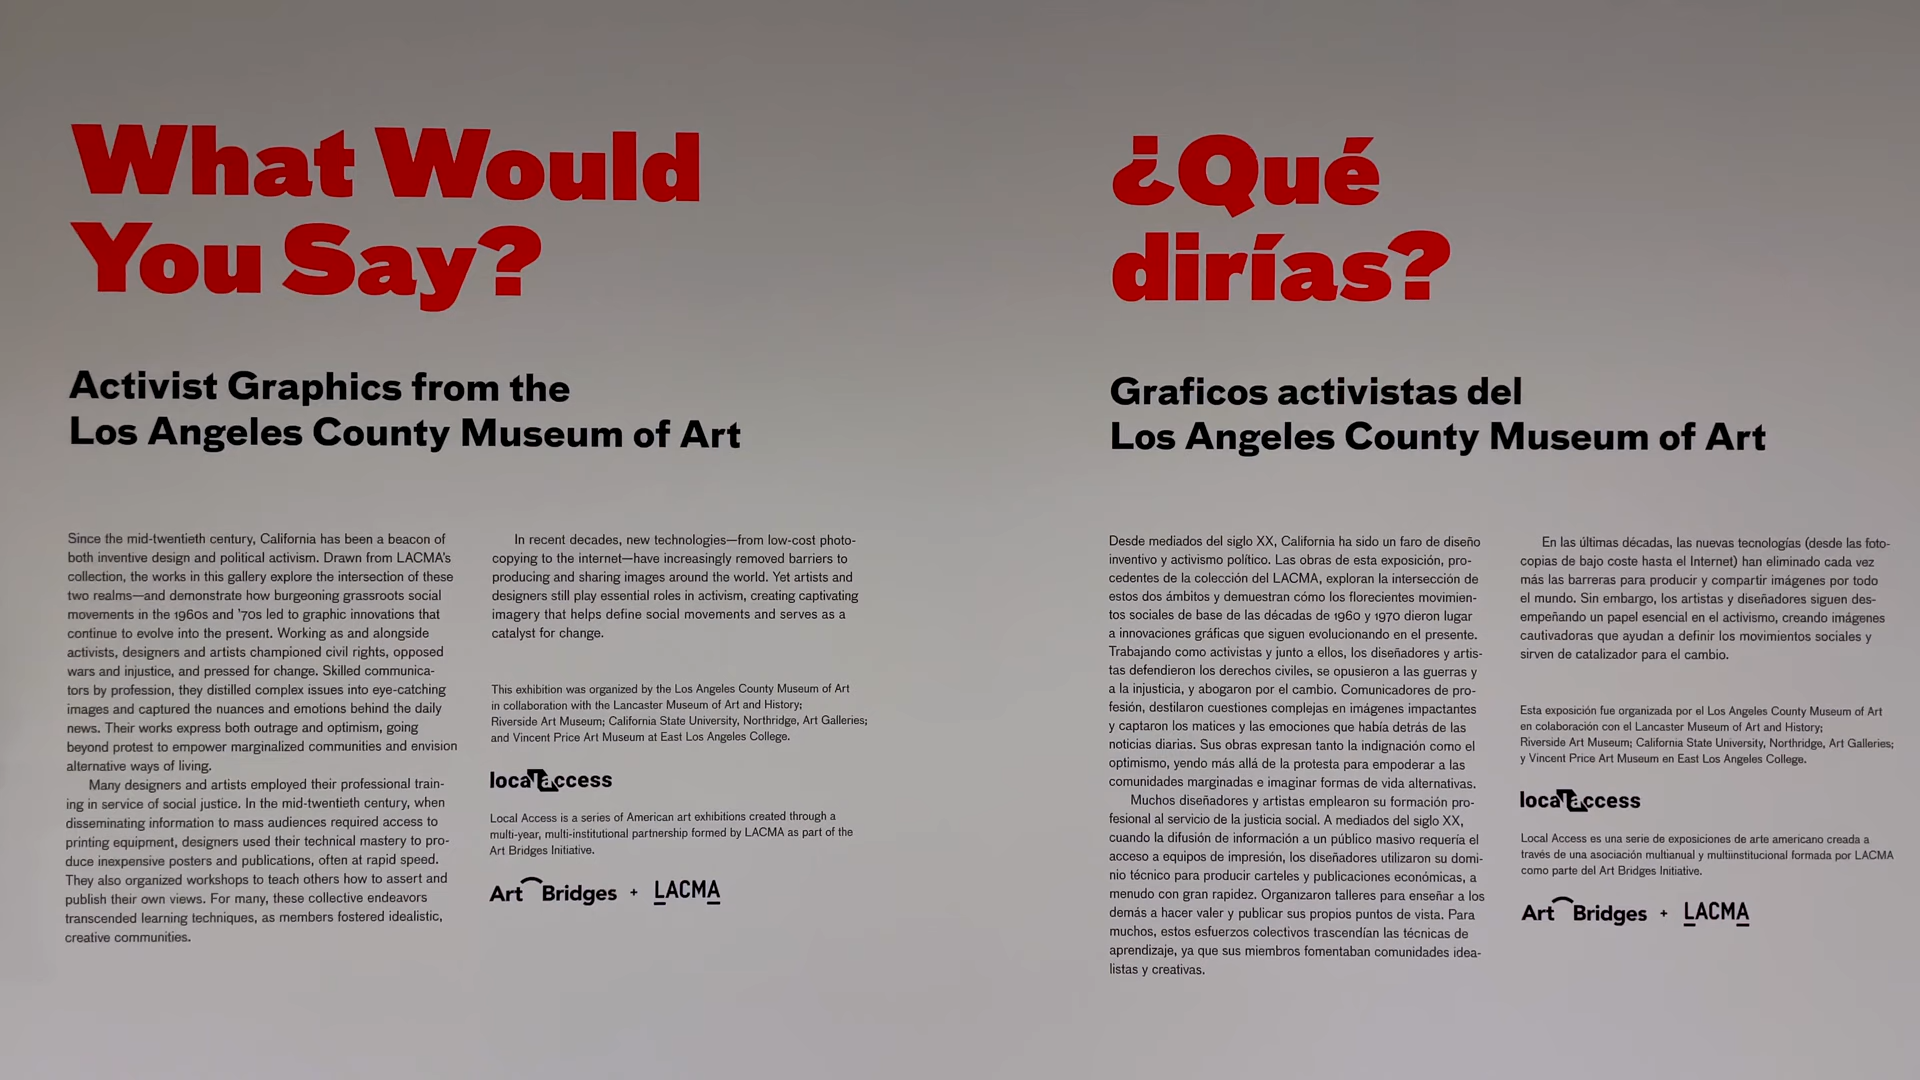 What Would
You Say?
Activist Graphics from the
Los Angeles County Museum of Art
Since the mid-twentieth century, California has been a beacon of
both inventive design and political activism. Drawn from LACMA's
collection, the works in this gallery explore the intersection of these
two realms—and demonstrate how burgeoning grassroots social
movements in the 1960s and '70s led to graphic innovations that
continue to evolve into the present. Working as and alongside
activists, designers and artists championed civil rights, opposed
wars and injustice, and pressed for change. Skilled communica-
tors by profession, they distilled complex issues into eye-catching
images and captured the nuances and emotions behind the daily
news. Their works express both outrage and optimism, going
beyond protest to empower marginalized communities and envision
alternative ways of living.
Many designers and artists employed their professional train-
ing in service of social justice. In the mid-twentieth century, when
disseminating information to mass audiences required access to
printing equipment, designers used their technical mastery to pro-
duce inexpensive posters and publications, often at rapid speed.
They also organized workshops to teach others how to assert and
publish their own views. For many, these collective endeavors
transcended learning techniques, as members fostered idealistic,
creative communities.
In recent decades, new technologies—from low-cost photo-
copying to the internet—have increasingly removed barriers to
producing and sharing images around the world. Yet artists and
designers still play essential roles in activism, creating captivating
imagery that helps define social movements and serves as a
catalyst for change.
This exhibition was organized by the Los Angeles County Museum of Art
in collaboration with the Lancaster Museum of Art and History;
Riverside Art Museum; California State University, Northridge, Art Galleries;
and Vincent Price Art Museum at East Los Angeles College.
local access
Local Access is a series of American art exhibitions created through a
multi-year, multi-institutional partnership formed by LACMA as part of the
Art Bridges Initiative.
Art Bridges + LACMA
¿Qué
dirías?
Graficos activistas del
Los Angeles County Museum of Art
Desde mediados del siglo XX, California ha sido un faro de diseño
inventivo y activismo político. Las obras de esta exposición, pro-
cedentes de la colección del LACMA, exploran la intersección de
estos dos ámbitos y demuestran cómo los florecientes movimien-
tos sociales de base de las décadas de 1960 y 1970 dieron lugar
a innovaciones gráficas que siguen evolucionando en el presente.
Trabajando como activistas y junto a ellos, los diseñadores y artis-
tas defendieron los derechos civiles, se opusieron a las guerras y
a la injusticia, y abogaron por el cambio. Comunicadores de pro-
fesión, destilaron cuestiones complejas en imágenes impactantes
y captaron los matices y las emociones que había detrás de las
noticias diarias. Sus obras expresan tanto la indignación como el
optimismo, yendo más allá de la protesta para empoderar a las
comunidades marginadas e imaginar formas de vida alternativas.
Muchos diseñadores y artistas emplearon su formación pro-
fesional al servicio de la justicia social. A mediados del siglo XX,
cuando la difusión de información a un público masivo requería el
acceso a equipos de impresión, los diseñadores utilizaron su domi-
nio técnico para producir carteles y publicaciones económicas, a
menudo con gran rapidez. Organizaron talleres para enseñar a los
demás a hacer valer y publicar sus propios puntos de vista. Para
muchos, estos esfuerzos colectivos trascendían las técnicas de
aprendizaje, ya que sus miembros fomentaban comunidades idea-
listas y creativas.
En las últimas décadas, las nuevas tecnologías (desde las foto-
copias de bajo coste hasta el Internet) han eliminado cada vez
más las barreras para producir y compartir imágenes por todo
el mundo. Sin embargo, los artistas y diseñadores siguen des-
empeñando un papel esencial en el activismo, creando imágenes
cautivadoras que ayudan a definir los movimientos sociales y
sirven de catalizador para el cambio.
Esta exposición fue organizada por el Los Angeles County Museum of Art
en colaboración con el Lancaster Museum of Art and History;
Riverside Art Museum; California State University, Northridge, Art Galleries;
y Vincent Price Art Museum en East Los Angeles College.
local access
Local Access es una serie de exposiciones de arte americano creada a
través de una asociación multianual y multiinstitucional formada por LACMA
como parte del Art Bridges Initiative.
Art Bridges + LACMA